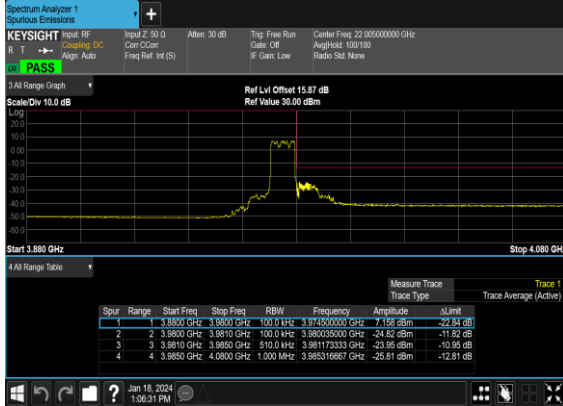 Spectrum Analyzer 1
Spurious Emissions
+
KEYSIGHT Input: RF Input Z: 50 Ω Atten: 30 dB Trig: Free Run Center Freq: 22.005000000 GHz
R T Coupling: DC Corr CCorr Gate: Off Avg|Hold: 100/100
Align: Auto Freq Ref: Int (S) IF Gain: Low Radio Std: None
PASS
3 All Range Graph
Ref Lvl Offset 15.87 dB
Scale/Div 10.0 dB Ref Value 30.00 dBm
Log
20.0
10.0
0.00
-10.0
-20.0
-30.0
-40.0
-50.0
-60.0
Start 3.880 GHz Stop 4.080 GHz
4 All Range Table
Measure Trace Trace 1
Trace Type Trace Average (Active)
Spur Range Start Freq Stop Freq RBW Frequency Amplitude ΔLimit
1 1 3.8800 GHz 3.9800 GHz 100.0 kHz 3.974500000 GHz 7.158 dBm -22.84 dB
2 2 3.9800 GHz 3.9810 GHz 100.0 kHz 3.980035000 GHz -24.82 dBm -11.82 dB
3 3 3.9810 GHz 3.9850 GHz 510.0 kHz 3.981173333 GHz -23.95 dBm -10.95 dB
4 4 3.9850 GHz 4.0800 GHz 1.000 MHz 3.985316667 GHz -25.81 dBm -12.81 dB
? Jan 18, 2024
1:06:31 PM